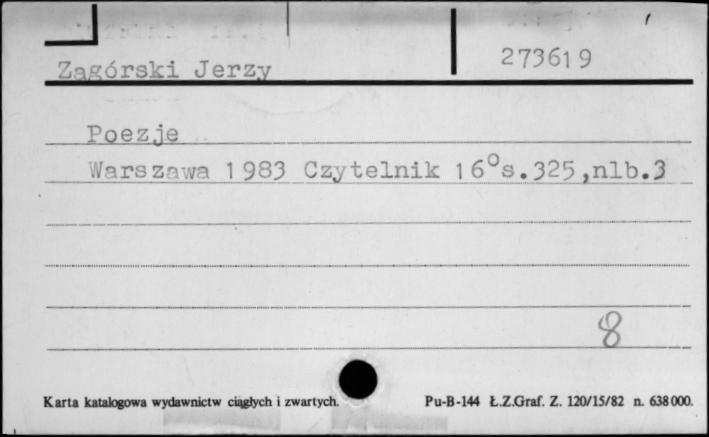 273619
Zagórski Jerzy
Poezje
Warszawa 1983 Czytelnik 16°s.325,nlb.3
8
Karta katalogowa wydawnictw ciągłych i zwartych.
Pu-B-144 Ł.Z.Graf. Z. 120/15/82 n. 638000.